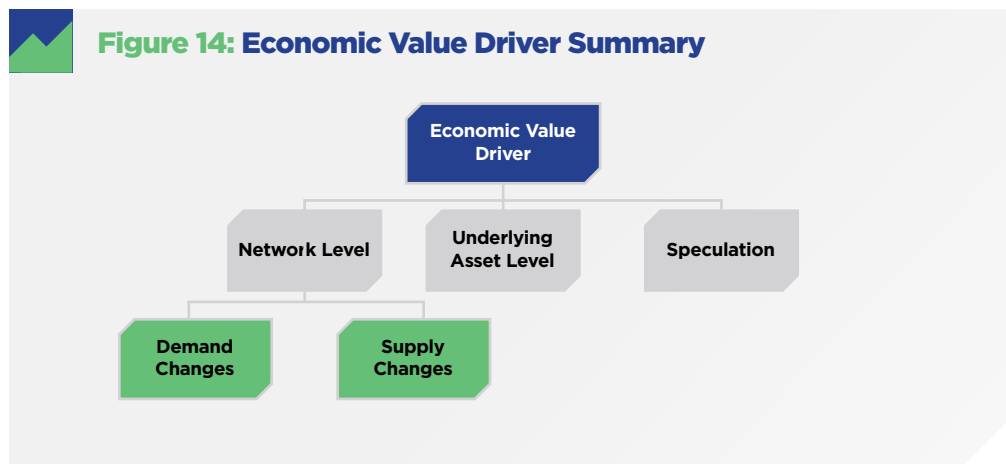 Figure 14: Economic Value Driver Summary
Economic Value
Driver
Network Level
Underlying
Asset Level
Speculation
Demand
Changes
Supply
Changes